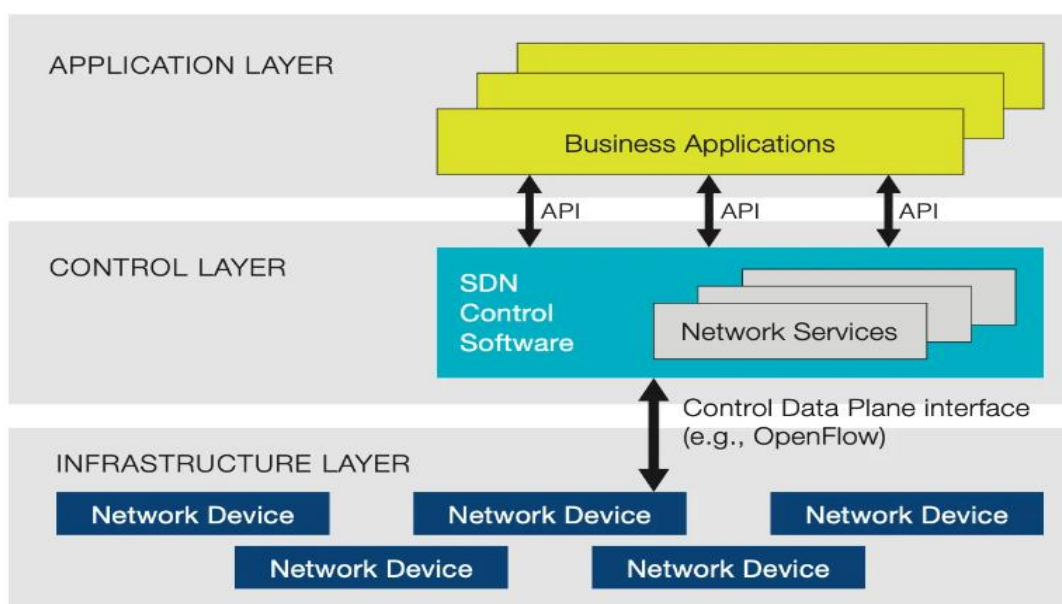 APPLICATION LAYER
Business Applications
API
API
API
CONTROL LAYER
SDN
Control
Software
Network Services
Control Data Plane interface
(e.g., OpenFlow)
INFRASTRUCTURE LAYER
Network Device
Network Device
Network Device
Network Device
Network Device